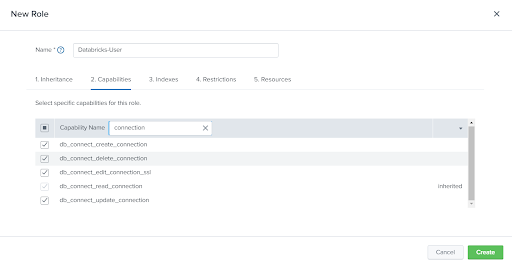 New Role
Name *
Databricks-User
1. Inheritance 2. Capabilities 3. Indexes 4. Restrictions 5. Resources
Select specific capabilities for this role.
Capability Name connection
db_connect_create_connection
db_connect_delete_connection
db_connect_edit_connection_ssl
db_connect_read_connection inherited
db_connect_update_connection
Cancel Create